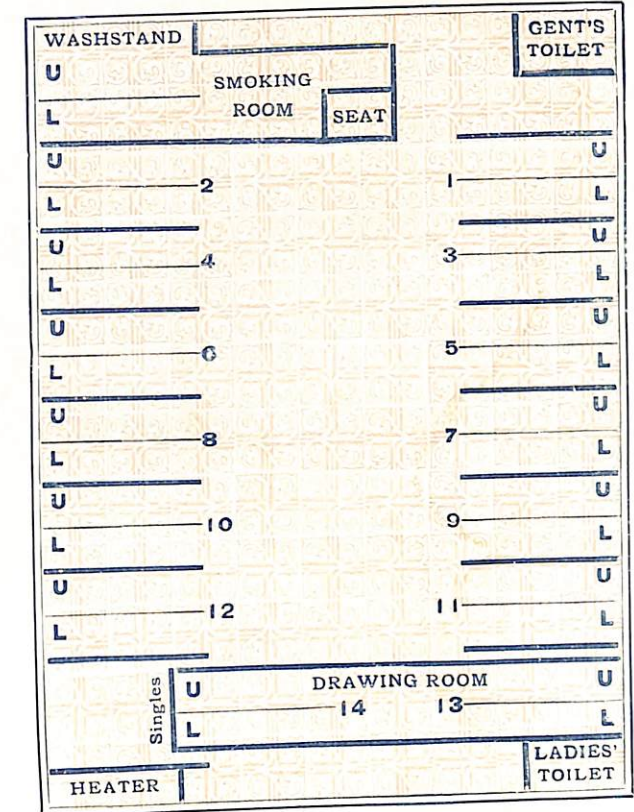 WASHSTAND
GENT'S
TOILET
U
SMOKING
L
ROOM
SEAT
U
U
2
1
L
L
U
U
4
3
L
L
U
U
6
5
L
L
U
U
8
7
L
L
U
U
10
9
L
L
U
U
12
11
L
L
Singles
U
DRAWING ROOM
U
14
13
L
L
HEATER
LADIES'
TOILET